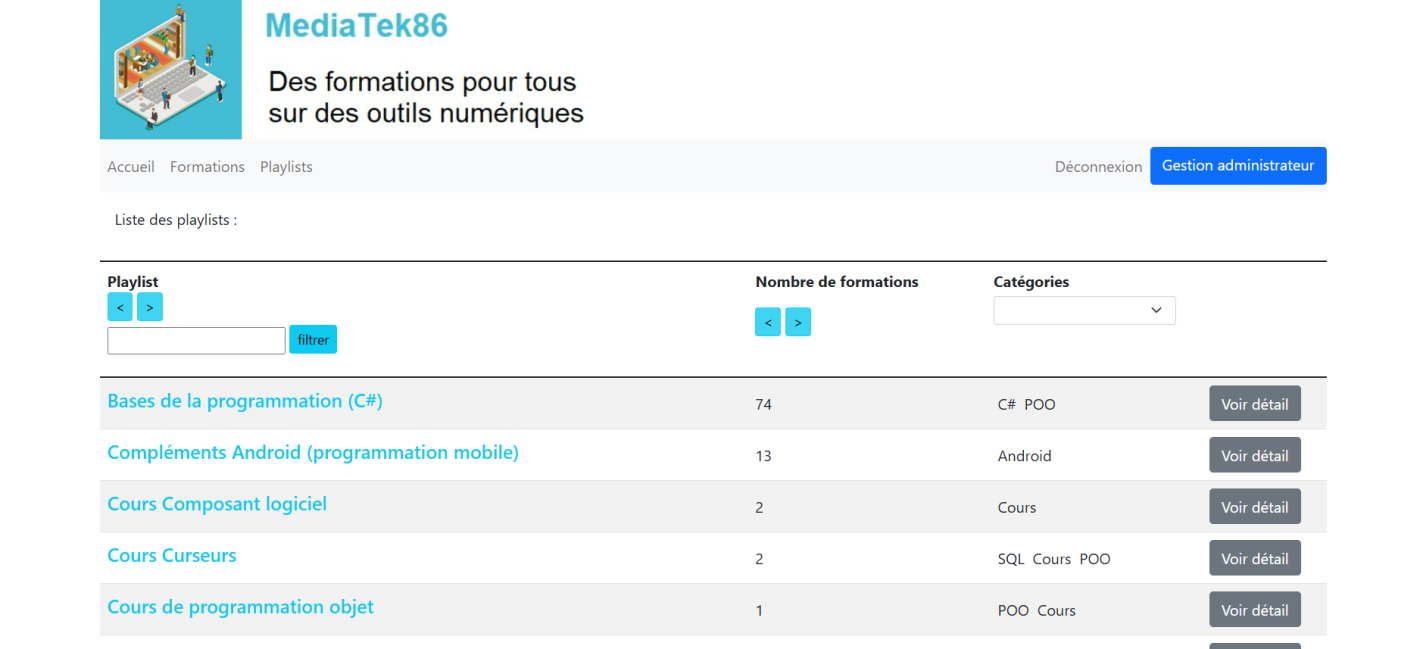 MediaTek86
Des formations pour tous
sur des outils numériques
Accueil Formations Playlists Déconnexion Gestion administrateur
Liste des playlists :
Playlist Nombre de formations Catégories
< > < >
filtrer
Bases de la programmation (C#) 74 C# POO Voir détail
Compléments Android (programmation mobile) 13 Android Voir détail
Cours Composant logiciel 2 Cours Voir détail
Cours Curseurs 2 SQL Cours POO Voir détail
Cours de programmation objet 1 POO Cours Voir détail